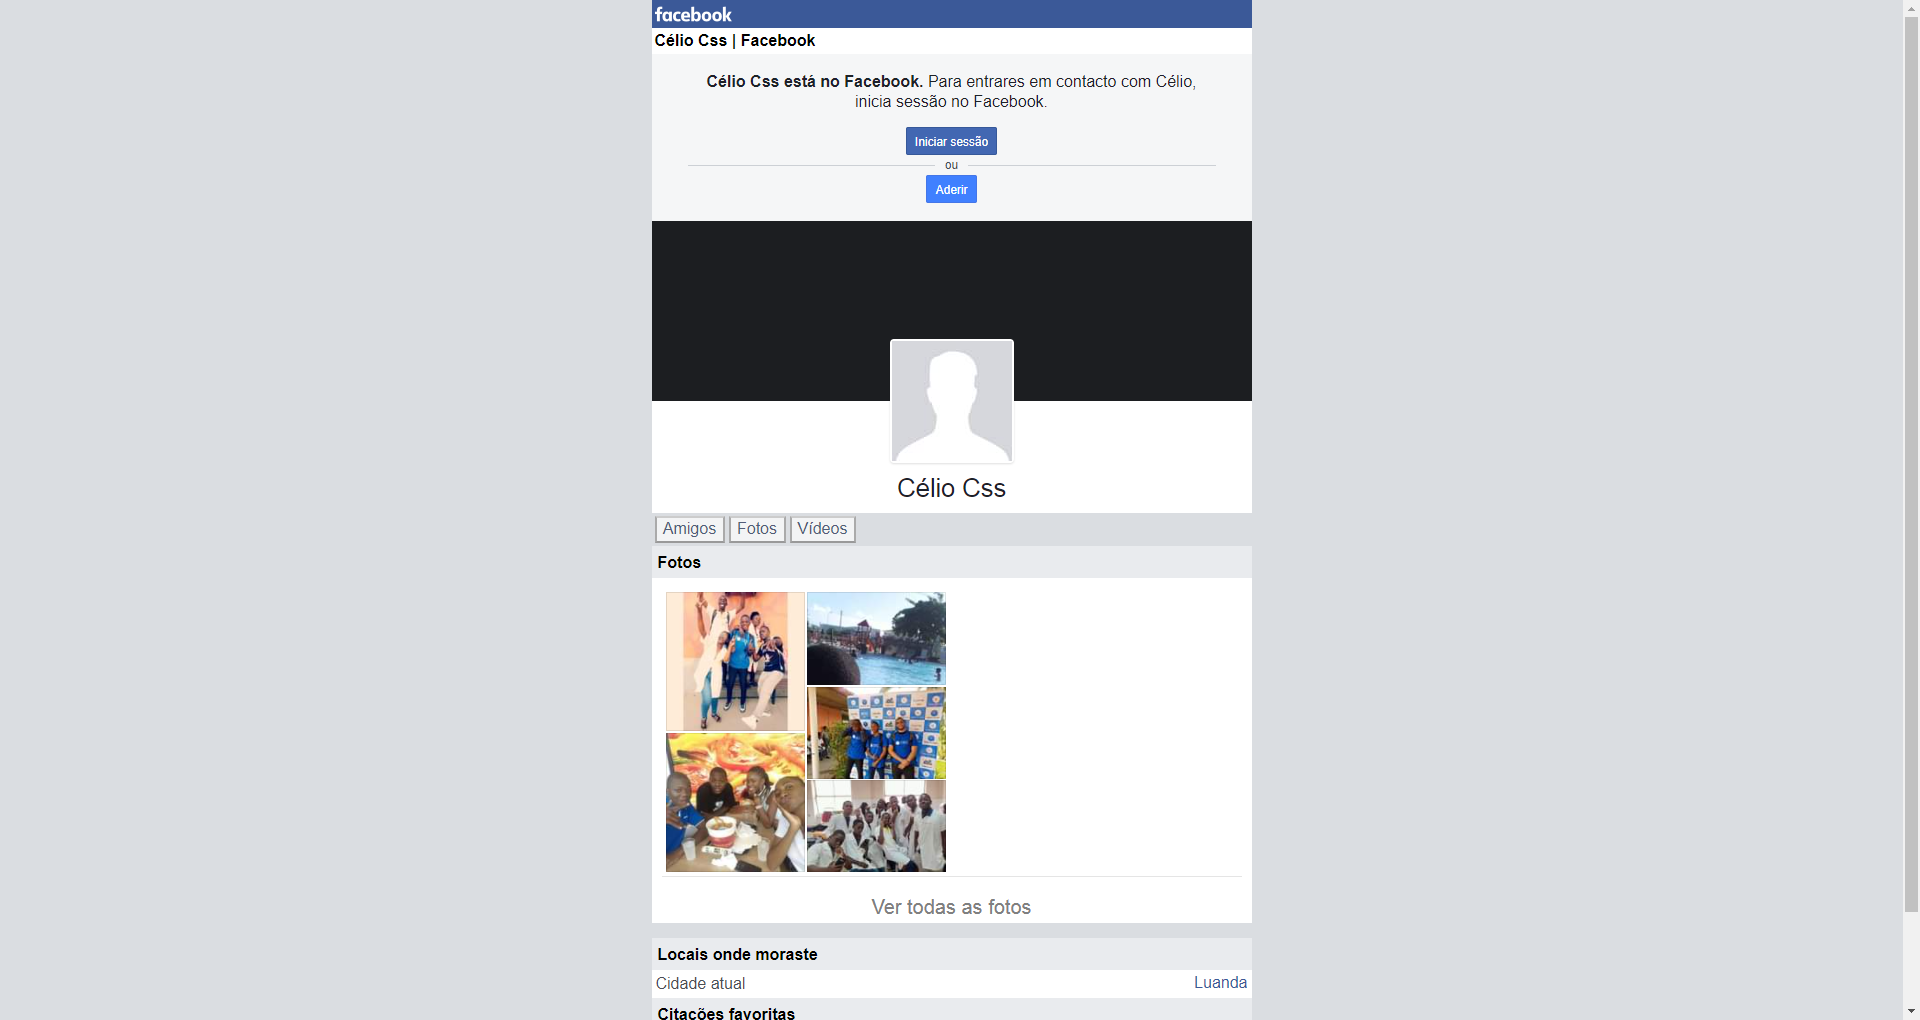 facebook
Célio Css | Facebook
Célio Css está no Facebook. Para entrares em contacto com Célio,
inicia sessão no Facebook.
Iniciar sessão
ou
Aderir
Célio Css
Amigos
Fotos
Vídeos
Fotos
Ver todas as fotos
Locais onde moraste
Cidade atual
Luanda
Citações favoritas